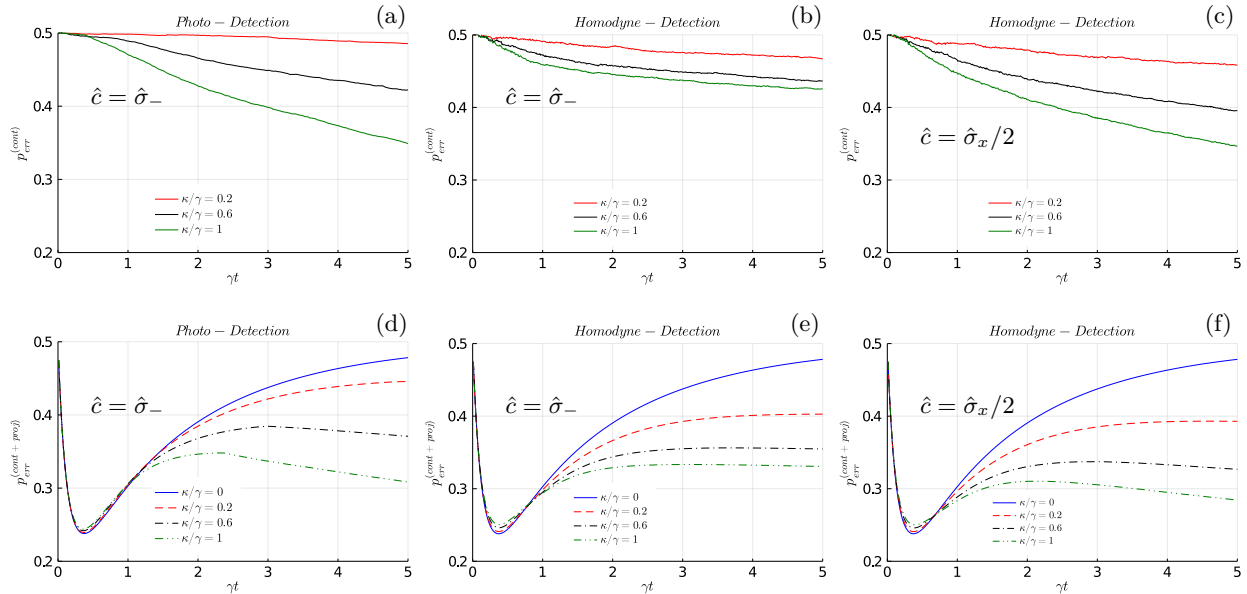 Photo − Detection (a)
0.5
0.4
0.3
0.2
p_err^(cont)
ĉ = σ̂₋
κ/γ = 0.2
κ/γ = 0.6
κ/γ = 1
0 1 2 3 4 5
γt
Homodyne − Detection (b)
0.5
0.4
0.3
0.2
p_err^(cont)
ĉ = σ̂₋
κ/γ = 0.2
κ/γ = 0.6
κ/γ = 1
0 1 2 3 4 5
γt
Homodyne − Detection (c)
0.5
0.4
0.3
0.2
p_err^(cont)
ĉ = σ̂ₓ/2
κ/γ = 0.2
κ/γ = 0.6
κ/γ = 1
0 1 2 3 4 5
γt
Photo − Detection (d)
0.5
0.4
0.3
0.2
p_err^(cont + proj)
ĉ = σ̂₋
κ/γ = 0
κ/γ = 0.2
κ/γ = 0.6
κ/γ = 1
0 1 2 3 4 5
γt
Homodyne − Detection (e)
0.5
0.4
0.3
0.2
p_err^(cont + proj)
ĉ = σ̂₋
κ/γ = 0
κ/γ = 0.2
κ/γ = 0.6
κ/γ = 1
0 1 2 3 4 5
γt
Homodyne − Detection (f)
0.5
0.4
0.3
0.2
p_err^(cont + proj)
ĉ = σ̂ₓ/2
κ/γ = 0
κ/γ = 0.2
κ/γ = 0.6
κ/γ = 1
0 1 2 3 4 5
γt